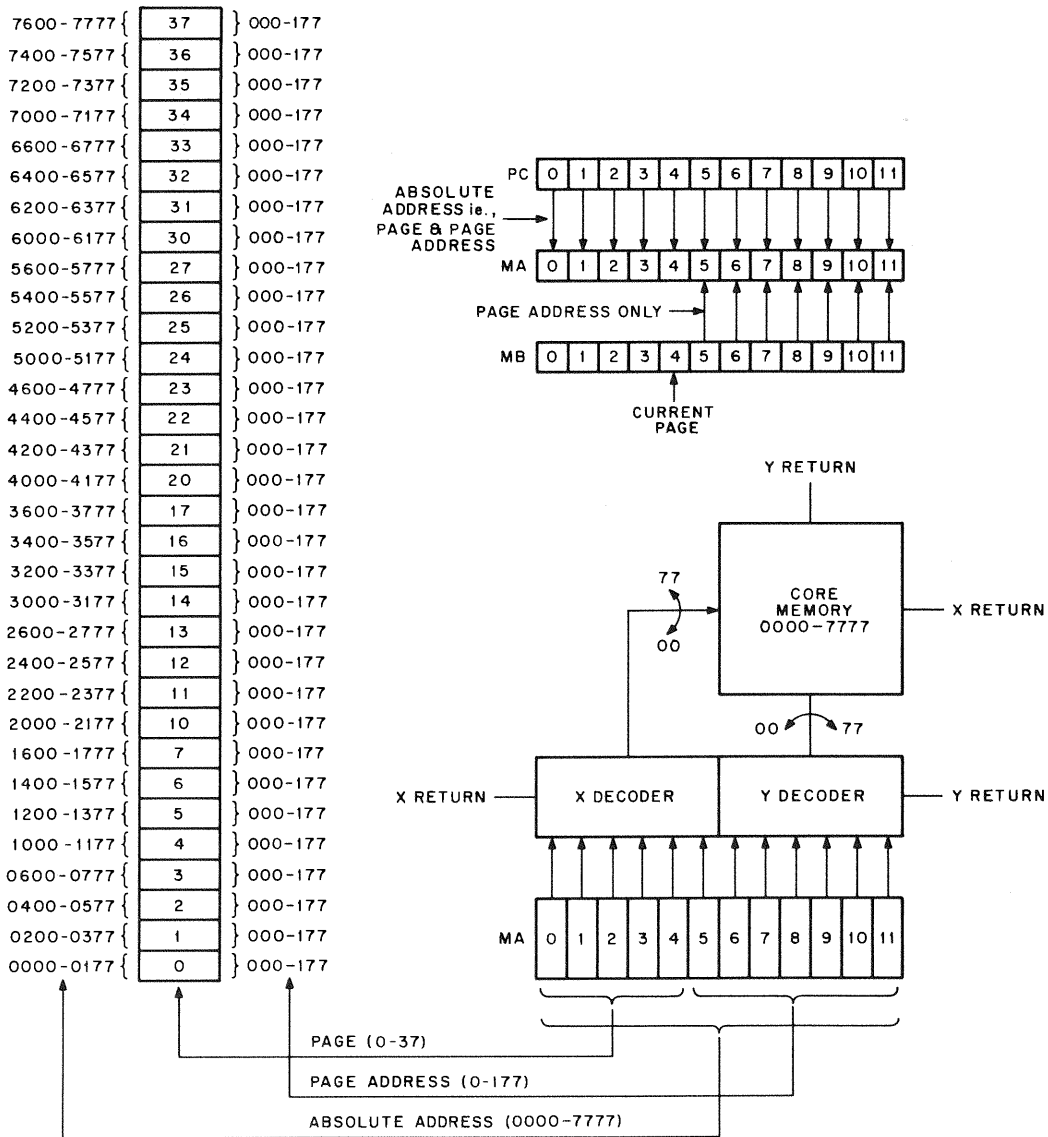 7600-7777{ 37 } 000-177
7400-7577{ 36 } 000-177
7200-7377{ 35 } 000-177
7000-7177{ 34 } 000-177
6600-6777{ 33 } 000-177
6400-6577{ 32 } 000-177
6200-6377{ 31 } 000-177
6000-6177{ 30 } 000-177
5600-5777{ 27 } 000-177
5400-5577{ 26 } 000-177
5200-5377{ 25 } 000-177
5000-5177{ 24 } 000-177
4600-4777{ 23 } 000-177
4400-4577{ 22 } 000-177
4200-4377{ 21 } 000-177
4000-4177{ 20 } 000-177
3600-3777{ 17 } 000-177
3400-3577{ 16 } 000-177
3200-3377{ 15 } 000-177
3000-3177{ 14 } 000-177
2600-2777{ 13 } 000-177
2400-2577{ 12 } 000-177
2200-2377{ 11 } 000-177
2000-2177{ 10 } 000-177
1600-1777{ 7 } 000-177
1400-1577{ 6 } 000-177
1200-1377{ 5 } 000-177
1000-1177{ 4 } 000-177
0600-0777{ 3 } 000-177
0400-0577{ 2 } 000-177
0200-0377{ 1 } 000-177
0000-0177{ 0 } 000-177
PC 0 1 2 3 4 5 6 7 8 9 10 11
ABSOLUTE
ADDRESS ie.,
PAGE & PAGE
ADDRESS
MA 0 1 2 3 4 5 6 7 8 9 10 11
PAGE ADDRESS ONLY
MB 0 1 2 3 4 5 6 7 8 9 10 11
CURRENT
PAGE
Y RETURN
77
00
CORE
MEMORY
0000-7777
X RETURN
00 77
X RETURN
X DECODER
Y DECODER
Y RETURN
MA 0 1 2 3 4 5 6 7 8 9 10 11
PAGE (0-37)
PAGE ADDRESS (0-177)
ABSOLUTE ADDRESS (0000-7777)